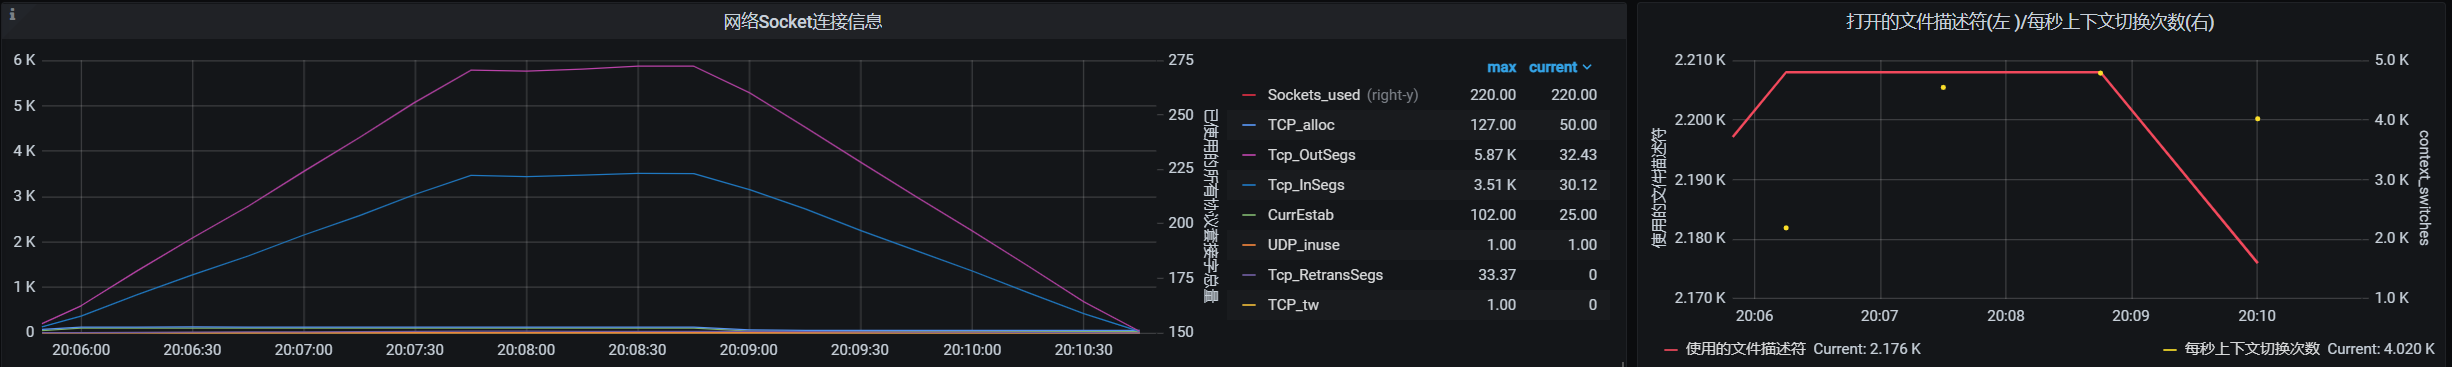 网络Socket连接信息
6 K
5 K
4 K
3 K
2 K
1 K
0
275
250
225
200
175
150
已使用的所有协议套接字总量
20:06:00 20:06:30 20:07:00 20:07:30 20:08:00 20:08:30 20:09:00 20:09:30 20:10:00 20:10:30
max current
Sockets_used (right-y) 220.00 220.00
TCP_alloc 127.00 50.00
Tcp_OutSegs 5.87 K 32.43
Tcp_InSegs 3.51 K 30.12
CurrEstab 102.00 25.00
UDP_inuse 1.00 1.00
Tcp_RetransSegs 33.37 0
TCP_tw 1.00 0
打开的文件描述符(左 )/每秒上下文切换次数(右)
使用的文件描述符
2.210 K
2.200 K
2.190 K
2.180 K
2.170 K
5.0 K
4.0 K
3.0 K
2.0 K
1.0 K
context_switches
20:06 20:07 20:08 20:09 20:10
使用的文件描述符 Current: 2.176 K
每秒上下文切换次数 Current: 4.020 K